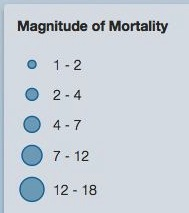 Magnitude of Mortality
1 - 2
2 - 4
4 - 7
7 - 12
12 - 18